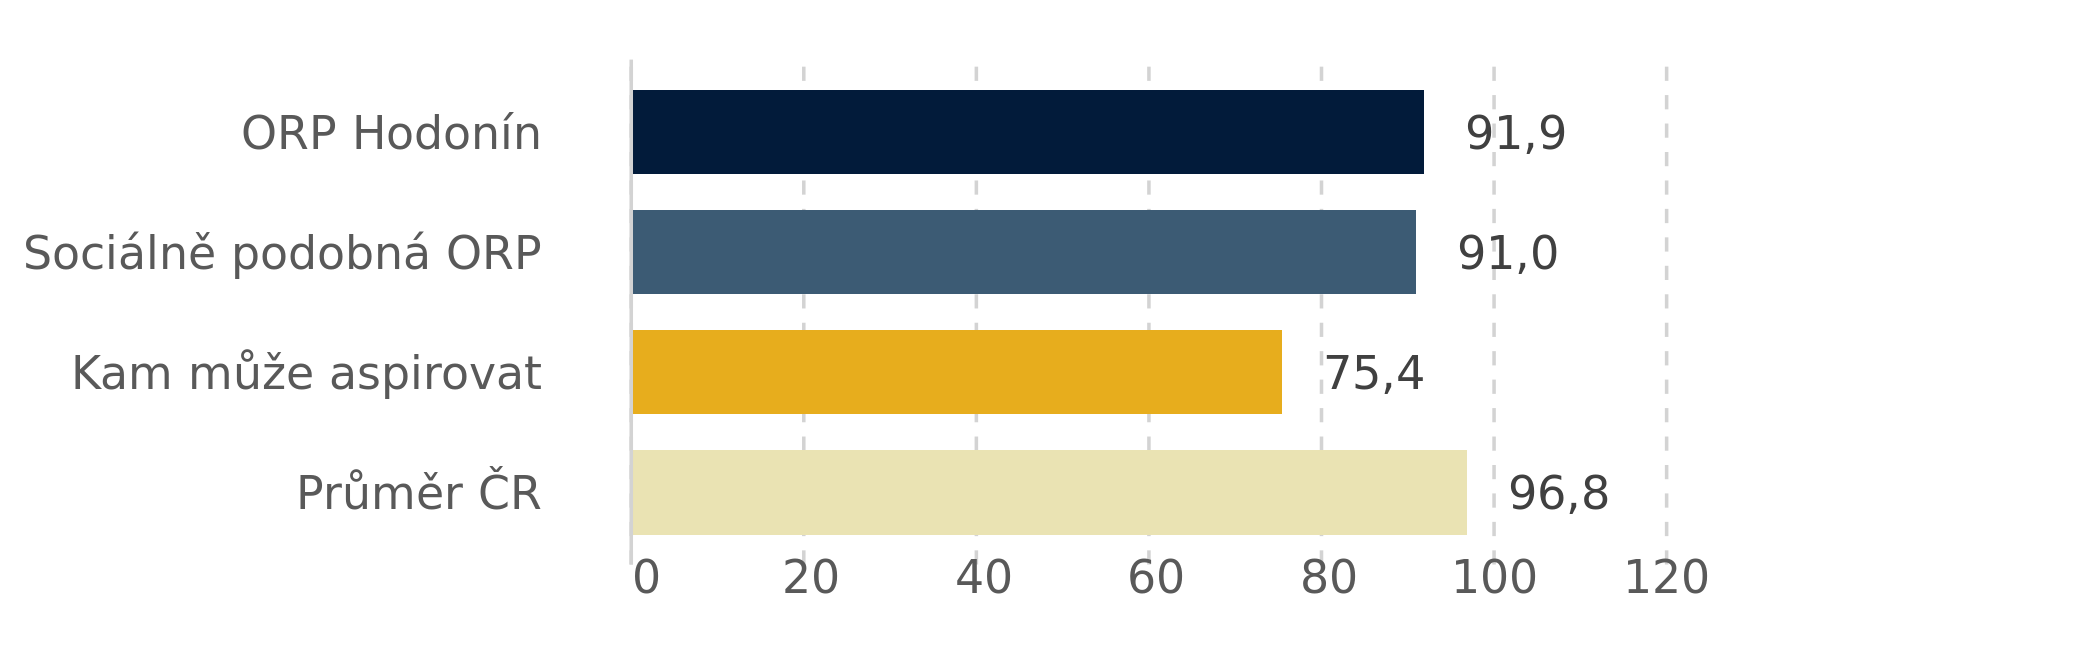 ORP Hodonín 91,9
Sociálně podobná ORP 91,0
Kam může aspirovat 75,4
Průměr ČR 96,8
0 20 40 60 80 100 120